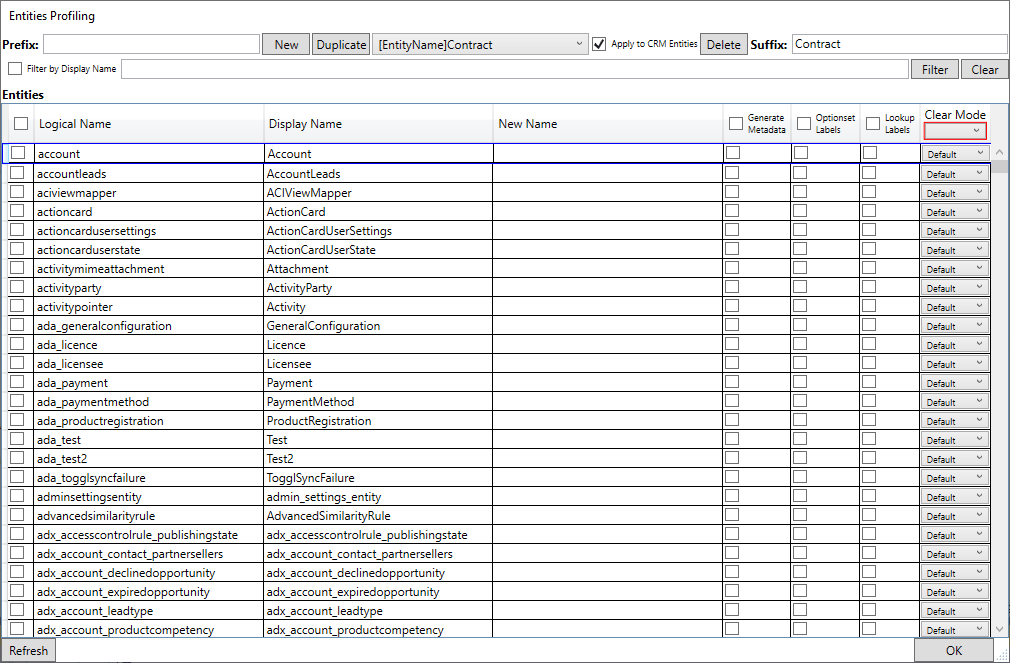 Entities Profiling
Prefix: New Duplicate [EntityName]Contract Apply to CRM Entities Delete Suffix: Contract
Filter by Display Name Filter Clear
Entities
Logical Name Display Name New Name Generate Metadata Optionset Labels Lookup Labels Clear Mode
account Account Default
accountleads AccountLeads Default
aciviewmapper ACIViewMapper Default
actioncard ActionCard Default
actioncardusersettings ActionCardUserSettings Default
actioncarduserstate ActionCardUserState Default
activitymimeattachment Attachment Default
activityparty ActivityParty Default
activitypointer Activity Default
ada_generalconfiguration GeneralConfiguration Default
ada_licence Licence Default
ada_licensee Licensee Default
ada_payment Payment Default
ada_paymentmethod PaymentMethod Default
ada_productregistration ProductRegistration Default
ada_test Test Default
ada_test2 Test2 Default
ada_togglsyncfailure TogglSyncFailure Default
adminsettingsentity admin_settings_entity Default
advancedsimilarityrule AdvancedSimilarityRule Default
adx_accesscontrolrule_publishingstate adx_accesscontrolrule_publishingstate Default
adx_account_contact_partnersellers adx_account_contact_partnersellers Default
adx_account_declinedopportunity adx_account_declinedopportunity Default
adx_account_expiredopportunity adx_account_expiredopportunity Default
adx_account_leadtype adx_account_leadtype Default
adx_account_productcompetency adx_account_productcompetency Default
Refresh OK